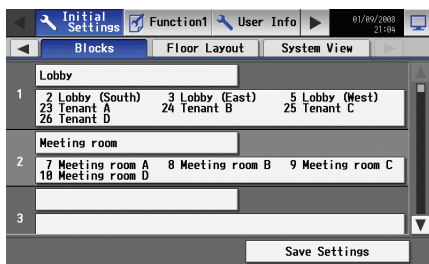 Initial Settings Function1 User Info 01/09/2008 21:04
Blocks Floor Layout System View
Lobby
1
2 Lobby (South) 3 Lobby (East) 5 Lobby (West)
23 Tenant A 24 Tenant B 25 Tenant C
26 Tenant D
Meeting room
2
7 Meeting room A 8 Meeting room B 9 Meeting room C
10 Meeting room D
3
Save Settings